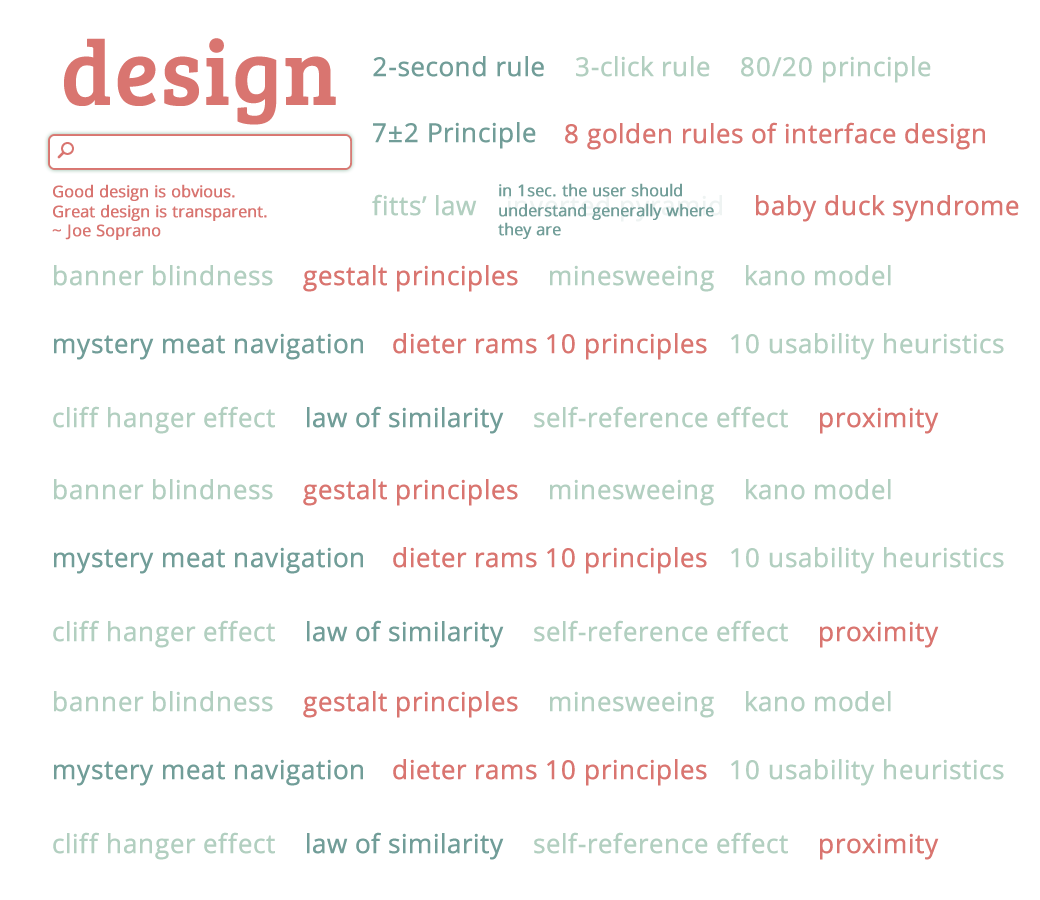 design
Good design is obvious.
Great design is transparent.
~ Joe Soprano
2-second rule 3-click rule 80/20 principle
7±2 Principle 8 golden rules of interface design
fitts’ law inverted pyramid baby duck syndrome
in 1sec. the user should
understand generally where
they are
banner blindness gestalt principles minesweeing kano model
mystery meat navigation dieter rams 10 principles 10 usability heuristics
cliff hanger effect law of similarity self-reference effect proximity
banner blindness gestalt principles minesweeing kano model
mystery meat navigation dieter rams 10 principles 10 usability heuristics
cliff hanger effect law of similarity self-reference effect proximity
banner blindness gestalt principles minesweeing kano model
mystery meat navigation dieter rams 10 principles 10 usability heuristics
cliff hanger effect law of similarity self-reference effect proximity